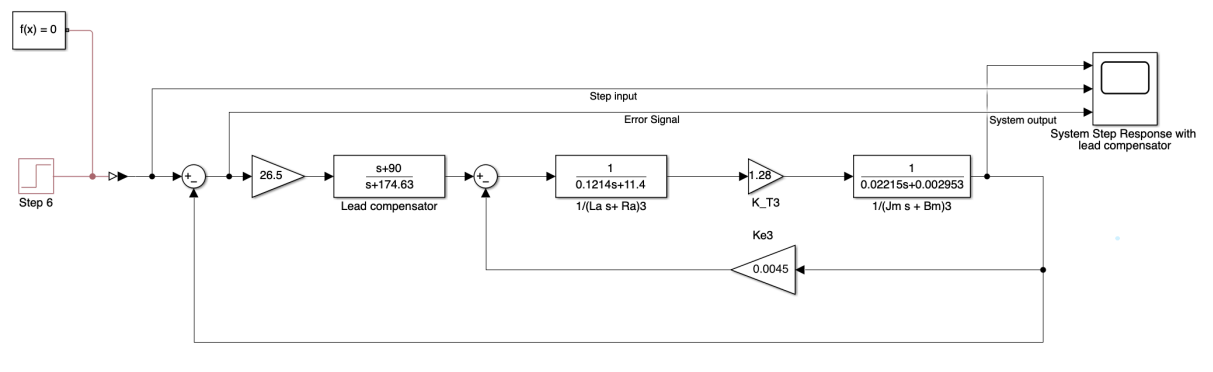 f(x) = 0
Step input
Error Signal
System output
System Step Response with
lead compensator
+
_
26.5
s+90
s+174.63
+
_
1
0.1214s+11.4
1.28
1
0.02215s+0.002953
Step 6
Lead compensator
1/(La s+ Ra)3
K_T3
1/(Jm s + Bm)3
Ke3
0.0045